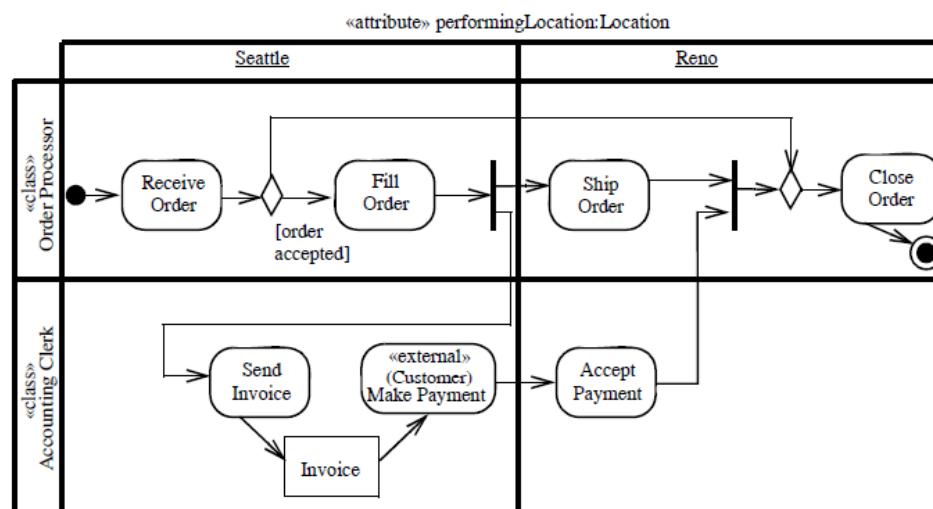 «attribute» performingLocation:Location
Seattle
Reno
«class»
Order Processor
Receive
Order
[order
accepted]
Fill
Order
Ship
Order
Close
Order
«class»
Accounting Clerk
Send
Invoice
Invoice
«external»
(Customer)
Make Payment
Accept
Payment